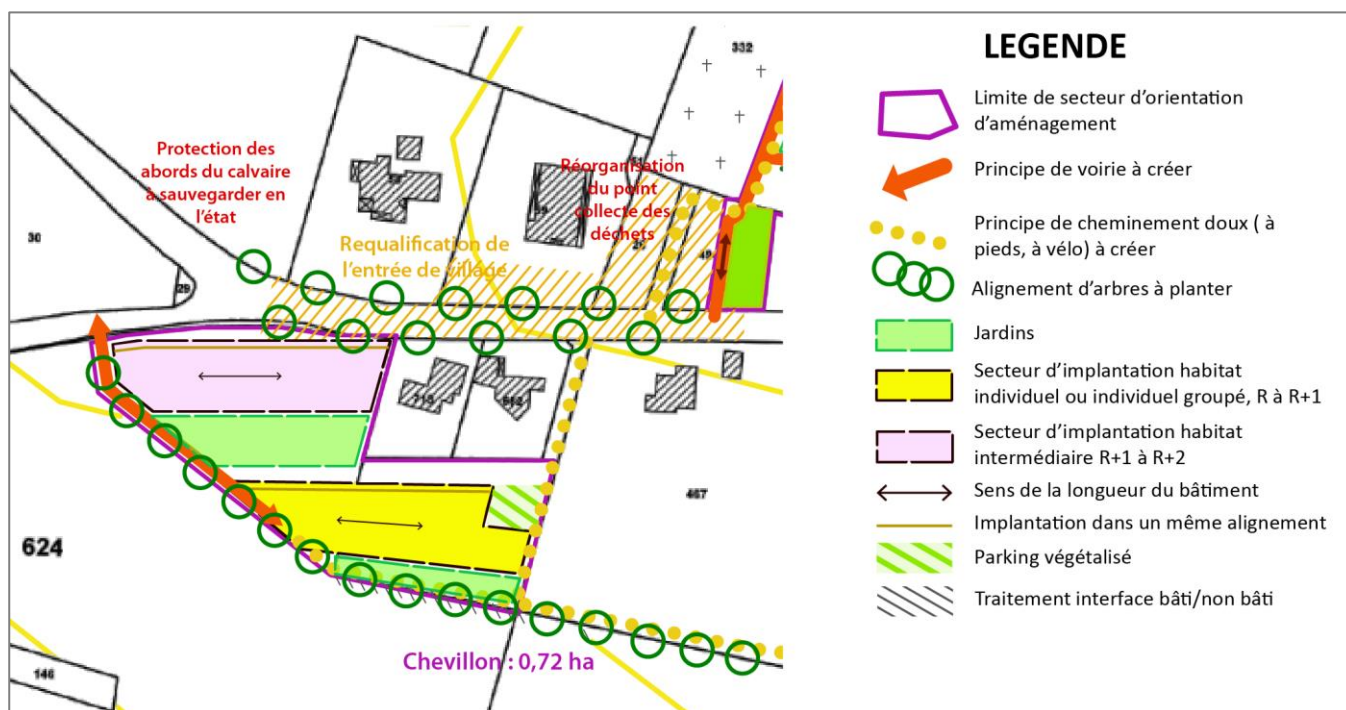 LEGENDE
Limite de secteur d'orientation
d'aménagement
Principe de voirie à créer
Principe de cheminement doux ( à
pieds, à vélo) à créer
Alignement d'arbres à planter
Jardins
Secteur d'implantation habitat
individuel ou individuel groupé, R à R+1
Secteur d'implantation habitat
intermédiaire R+1 à R+2
Sens de la longueur du bâtiment
Implantation dans un même alignement
Parking végétalisé
Traitement interface bâti/non bâti
332
Protection des
abords du calvaire
à sauvegarder en
l'état
Réorganisation
du point
collecte des
déchets
Requalification de
l'entrée de village
30
29
49
713
467
624
146
Chevillon : 0,72 ha